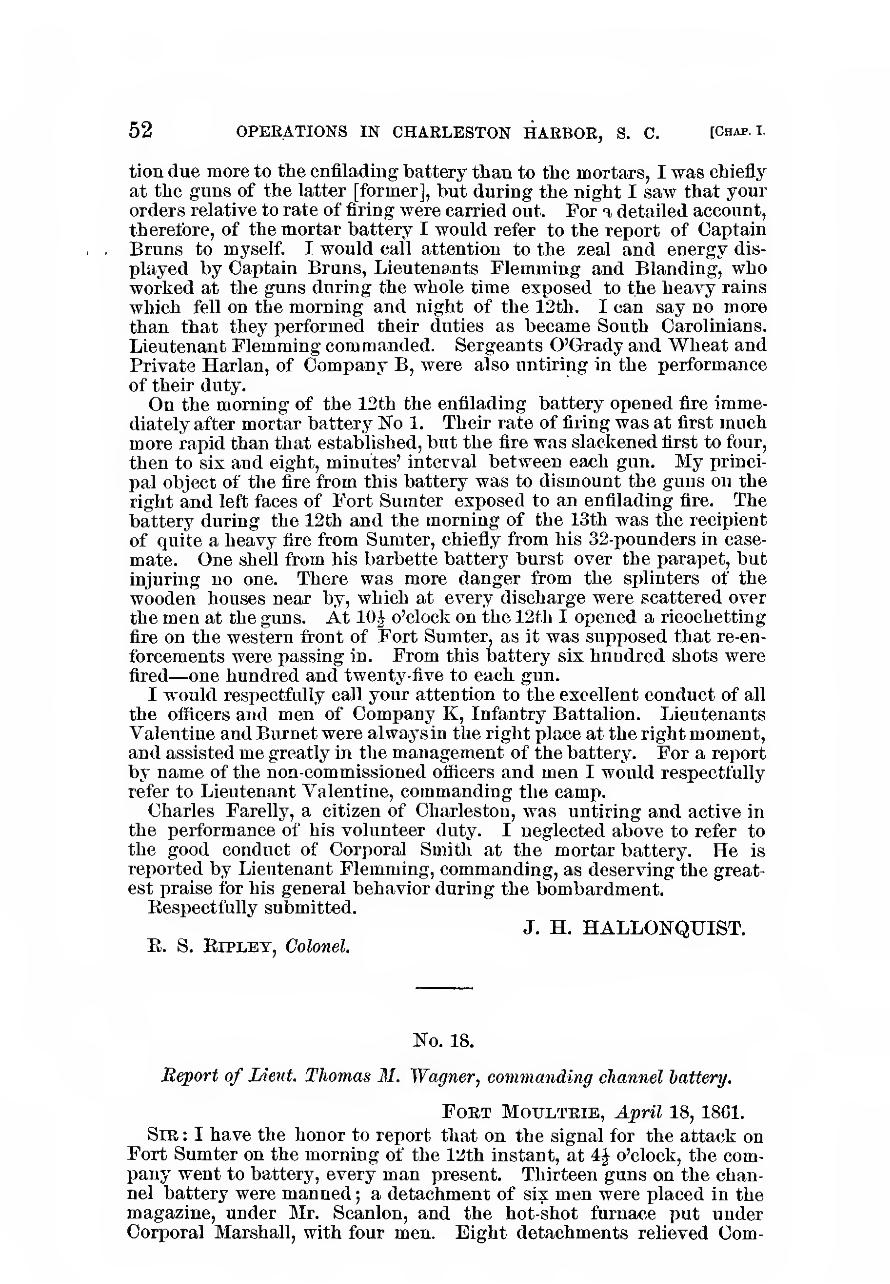 52 OPERATIONS IN CHARLESTON HARBOR, S. C. [CHAP. I.
tion due more to the enfilading battery than to the mortars, I was chiefly
at the guns of the latter [former], but during the night I saw that your
orders relative to rate of firing were carried out. For a detailed account,
therefore, of the mortar battery I would refer to the report of Captain
Bruns to myself. I would call attention to the zeal and energy dis-
played by Captain Bruns, Lieutenants Flemming and Blanding, who
worked at the guns during the whole time exposed to the heavy rains
which fell on the morning and night of the 12th. I can say no more
than that they performed their duties as became South Carolinians.
Lieutenant Flemming commanded. Sergeants O'Grady and Wheat and
Private Harlan, of Company B, were also untiring in the performance
of their duty.
On the morning of the 12th the enfilading battery opened fire imme-
diately after mortar battery No 1. Their rate of firing was at first much
more rapid than that established, but the fire was slackened first to four,
then to six and eight, minutes' interval between each gun. My princi-
pal object of the fire from this battery was to dismount the guns on the
right and left faces of Fort Sumter exposed to an enfilading fire. The
battery during the 12th and the morning of the 13th was the recipient
of quite a heavy fire from Sumter, chiefly from his 32-pounders in case-
mate. One shell from his barbette battery burst over the parapet, but
injuring no one. There was more danger from the splinters of the
wooden houses near by, which at every discharge were scattered over
the men at the guns. At 10½ o'clock on the 12th I opened a ricochetting
fire on the western front of Fort Sumter, as it was supposed that re-en-
forcements were passing in. From this battery six hundred shots were
fired—one hundred and twenty-five to each gun.
I would respectfully call your attention to the excellent conduct of all
the officers and men of Company K, Infantry Battalion. Lieutenants
Valentine and Burnet were always in the right place at the right moment,
and assisted me greatly in the management of the battery. For a report
by name of the non-commissioned officers and men I would respectfully
refer to Lieutenant Valentine, commanding the camp.
Charles Farelly, a citizen of Charleston, was untiring and active in
the performance of his volunteer duty. I neglected above to refer to
the good conduct of Corporal Smith at the mortar battery. He is
reported by Lieutenant Flemming, commanding, as deserving the great-
est praise for his general behavior during the bombardment.
Respectfully submitted.
J. H. HALLONQUIST.
R. S. RIPLEY, Colonel.
No. 18.
Report of Lieut. Thomas M. Wagner, commanding channel battery.
FORT MOULTRIE, April 18, 1861.
SIR: I have the honor to report that on the signal for the attack on
Fort Sumter on the morning of the 12th instant, at 4½ o'clock, the com-
pany went to battery, every man present. Thirteen guns on the chan-
nel battery were manned; a detachment of six men were placed in the
magazine, under Mr. Scanlon, and the hot-shot furnace put under
Corporal Marshall, with four men. Eight detachments relieved Com-